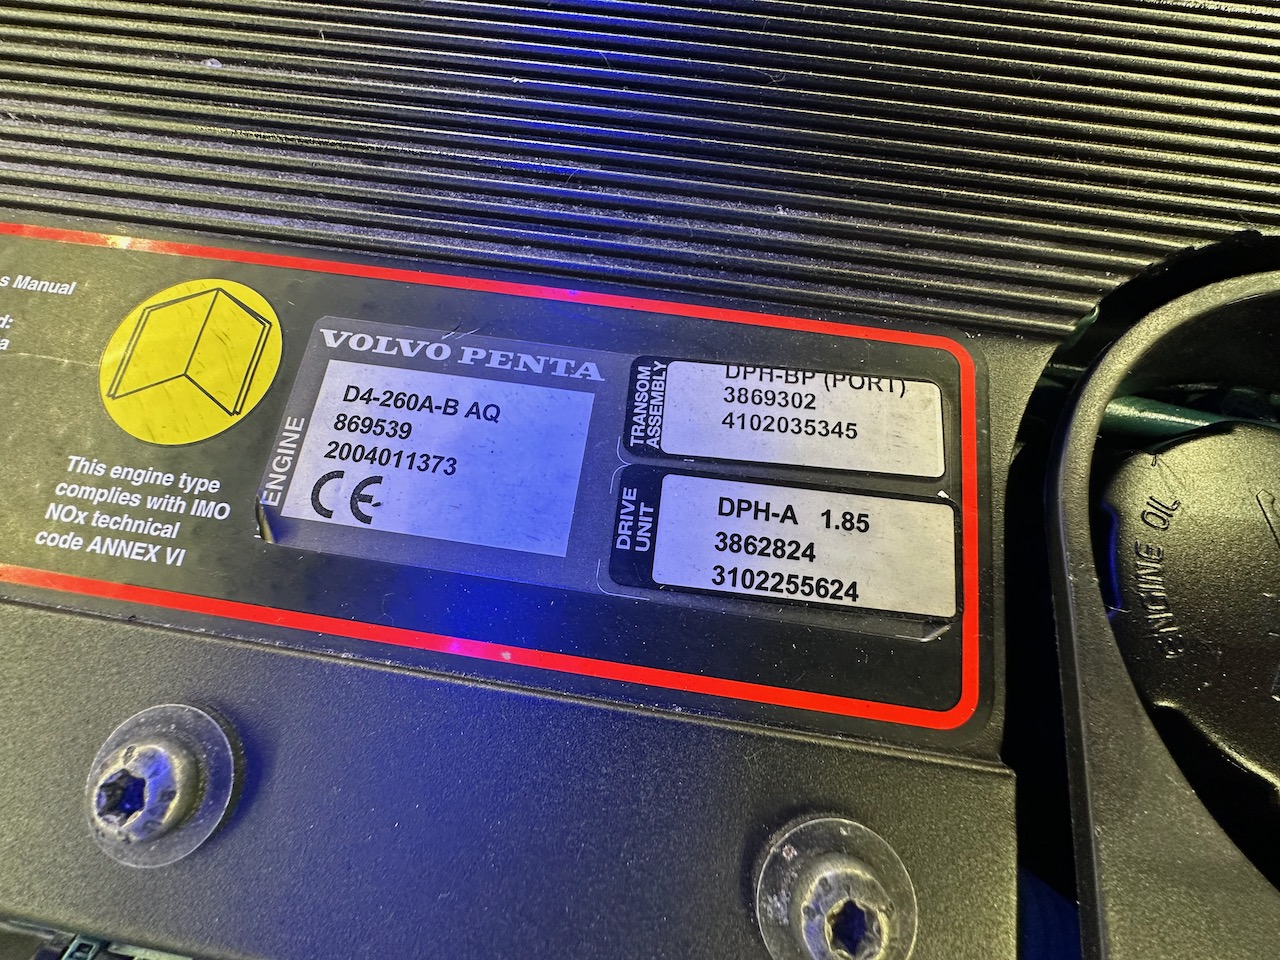 s Manual
d:
a
This engine type
complies with IMO
NOx technical
code ANNEX VI
VOLVO PENTA
ENGINE
D4-260A-B AQ
869539
2004011373
CE
TRANSOM
ASSEMBLY
DPH-BP (PORT)
3869302
4102035345
DRIVE
UNIT
DPH-A 1.85
3862824
3102255624
ENGINE OIL